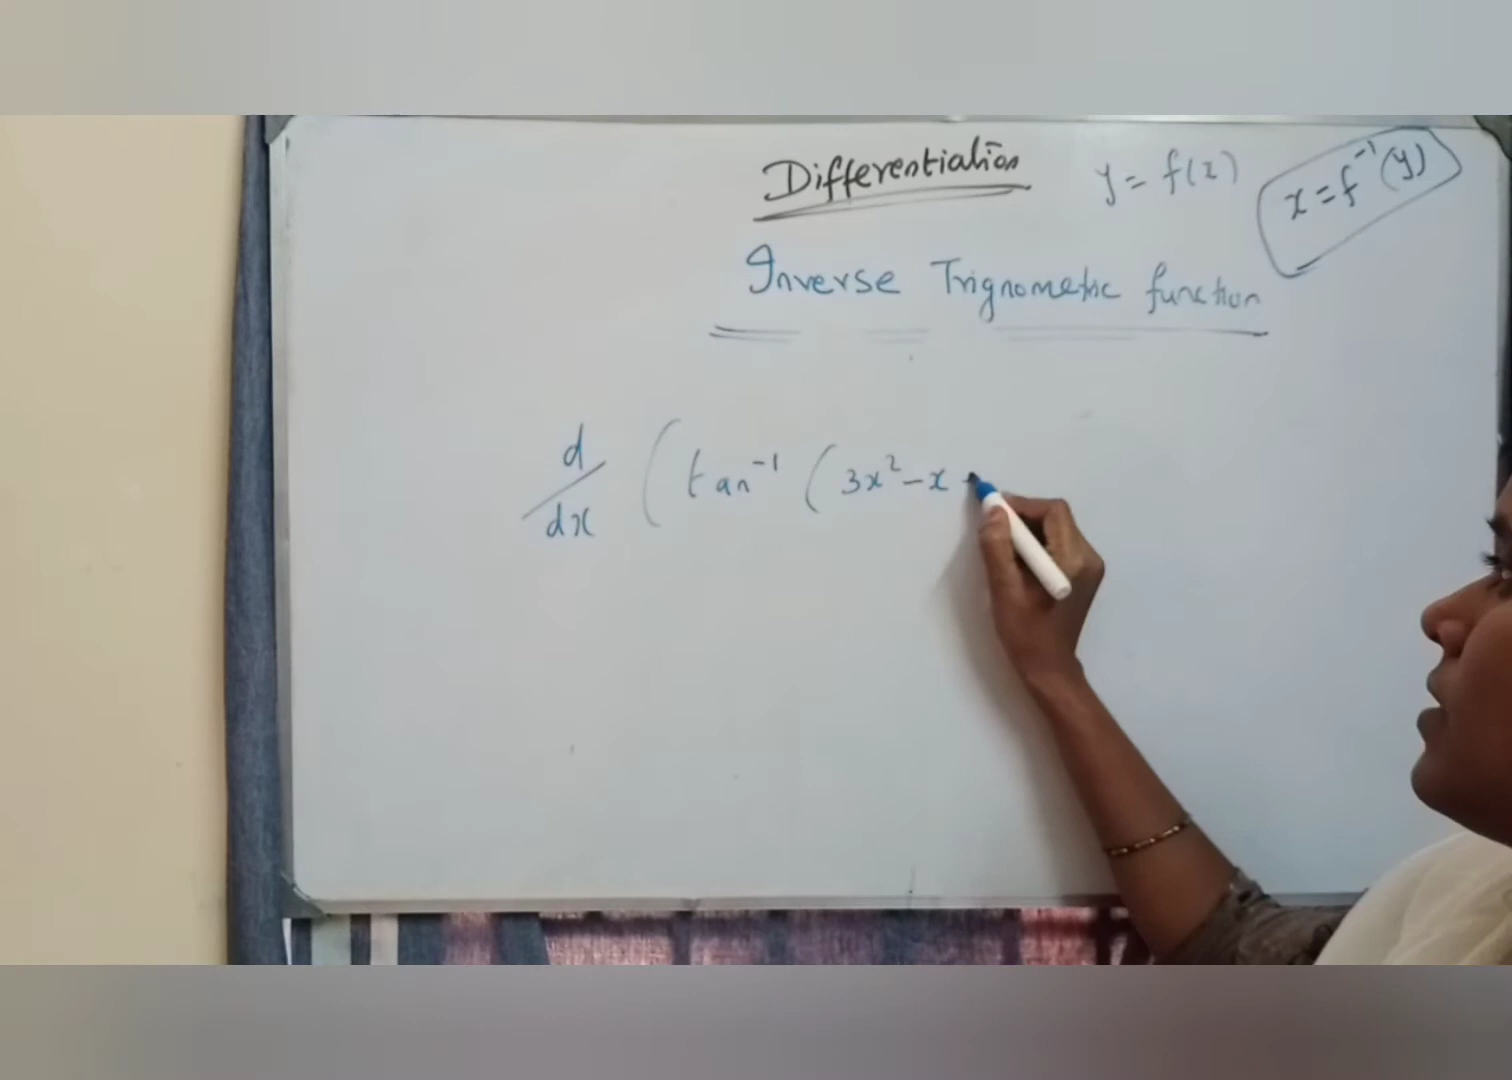 Differentiation
y = f(x)
x = f⁻¹(y)
Inverse Trignometric function
d/dx (tan⁻¹ (3x² - x -